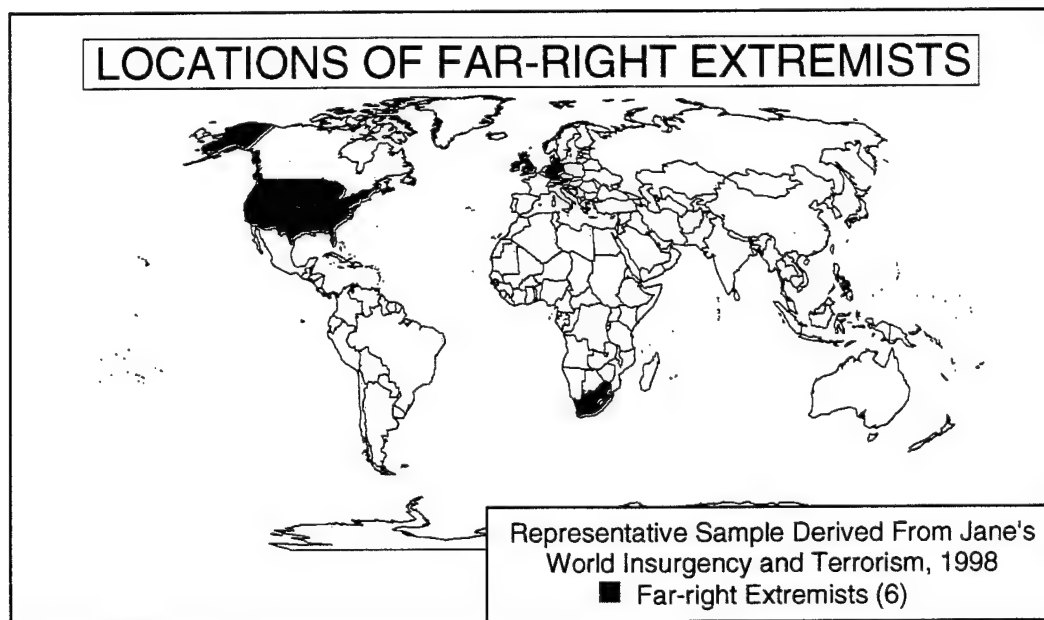 LOCATIONS OF FAR-RIGHT EXTREMISTS
Representative Sample Derived From Jane's
World Insurgency and Terrorism, 1998
Far-right Extremists (6)